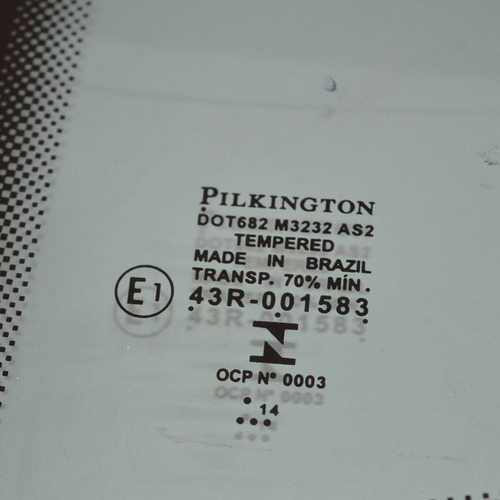 PILKINGTON
DOT682 M3232 AS2
TEMPERED
MADE IN BRAZIL
TRANSP. 70% MÍN.
E1 43R-001583
OCP Nº 0003
14